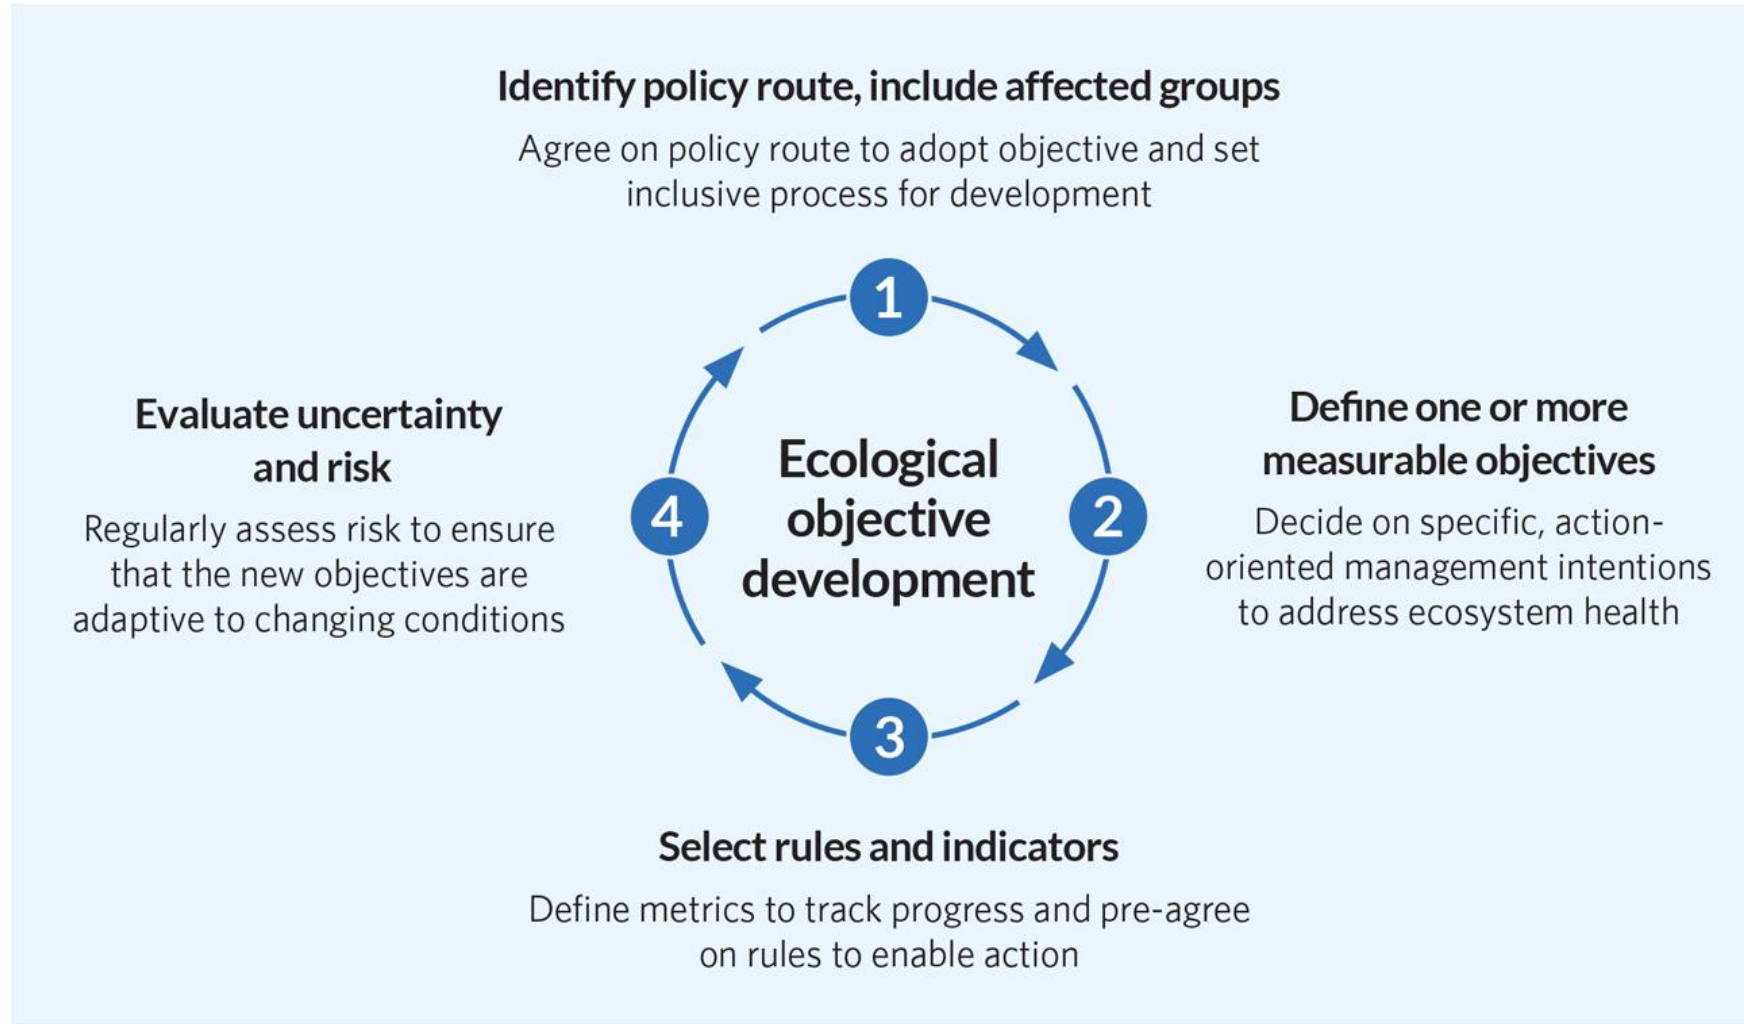 Identify policy route, include affected groups
Agree on policy route to adopt objective and set
inclusive process for development
1
Evaluate uncertainty
and risk
Regularly assess risk to ensure
that the new objectives are
adaptive to changing conditions
4
Ecological
objective
development
2
Define one or more
measurable objectives
Decide on specific, action-
oriented management intentions
to address ecosystem health
3
Select rules and indicators
Define metrics to track progress and pre-agree
on rules to enable action